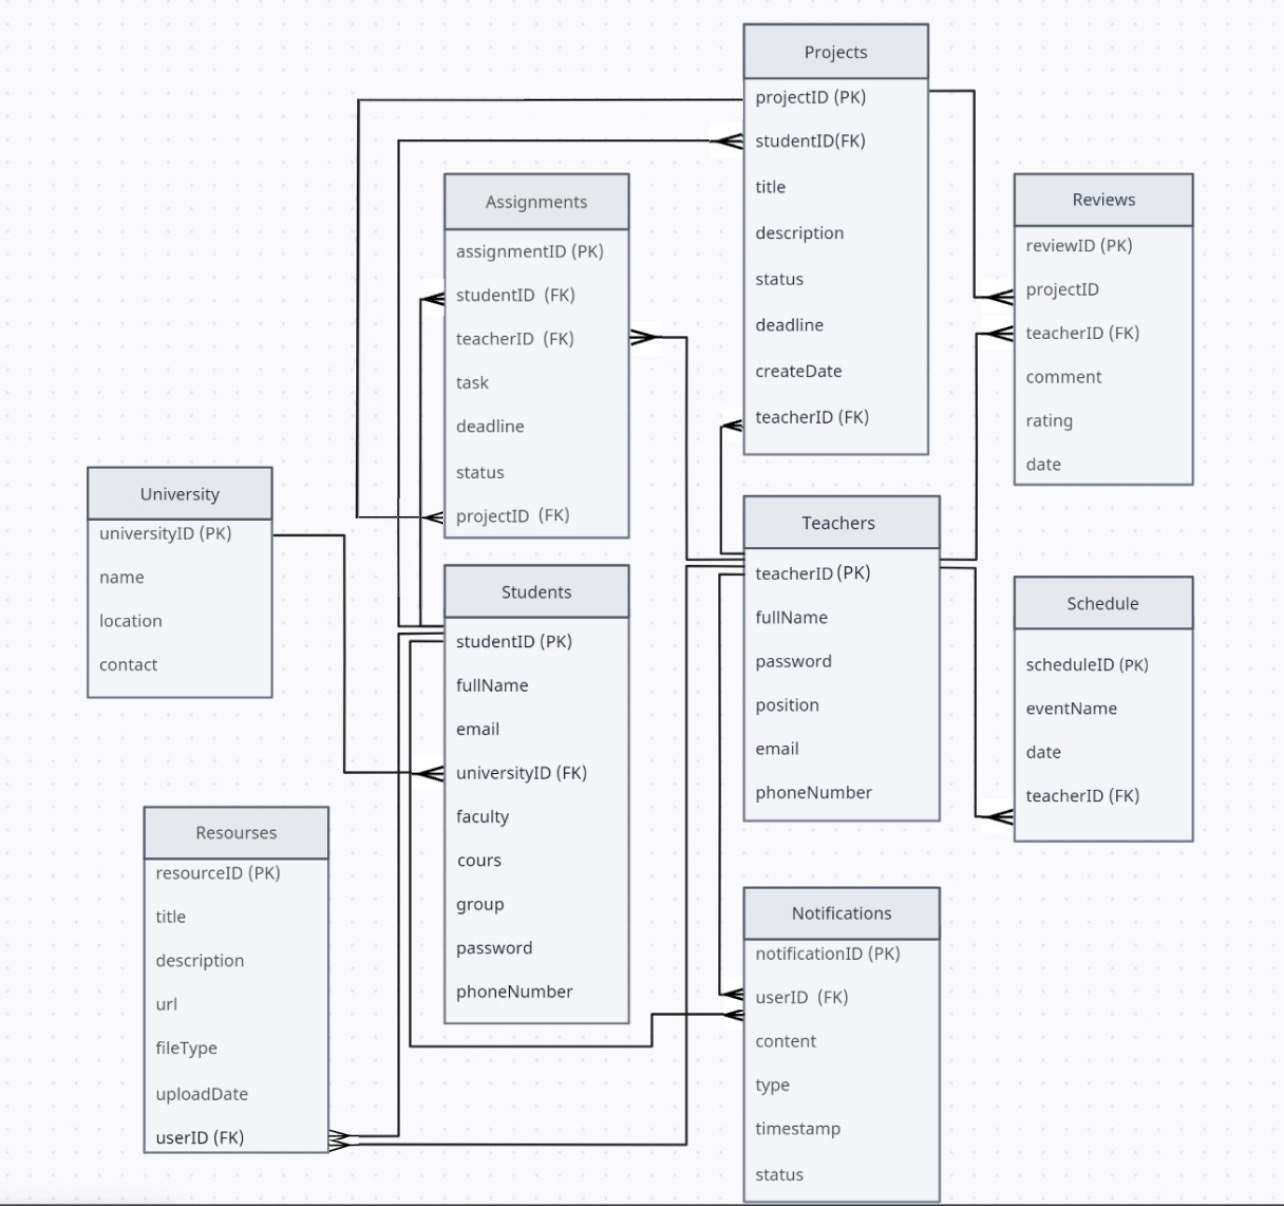 Projects
projectID (PK)
studentID(FK)
title
description
status
deadline
createDate
teacherID (FK)
Assignments
assignmentID (PK)
studentID (FK)
teacherID (FK)
task
deadline
status
projectID (FK)
Reviews
reviewID (PK)
projectID
teacherID (FK)
comment
rating
date
University
universityID (PK)
name
location
contact
Students
studentID (PK)
fullName
email
universityID (FK)
faculty
cours
group
password
phoneNumber
Teachers
teacherID (PK)
fullName
password
position
email
phoneNumber
Schedule
scheduleID (PK)
eventName
date
teacherID (FK)
Resourses
resourceID (PK)
title
description
url
fileType
uploadDate
userID (FK)
Notifications
notificationID (PK)
userID (FK)
content
type
timestamp
status